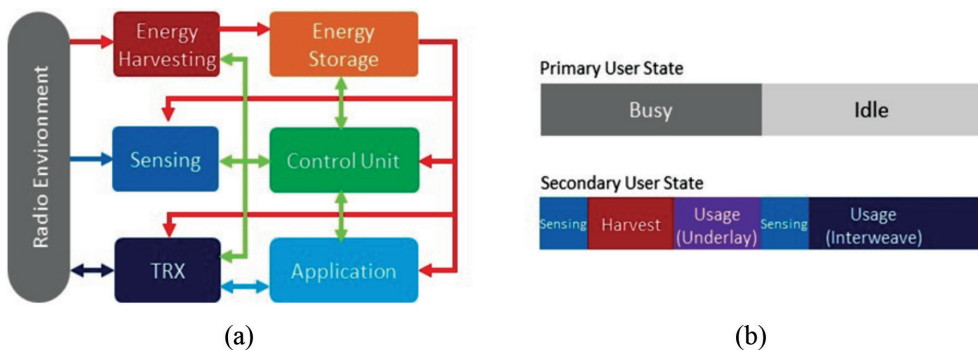 Radio Environment
Energy
Harvesting
Energy
Storage
Sensing
Control Unit
TRX
Application
(a)
Primary User State
Busy
Idle
Secondary User State
Sensing
Harvest
Usage
(Underlay)
Sensing
Usage
(Interweave)
(b)